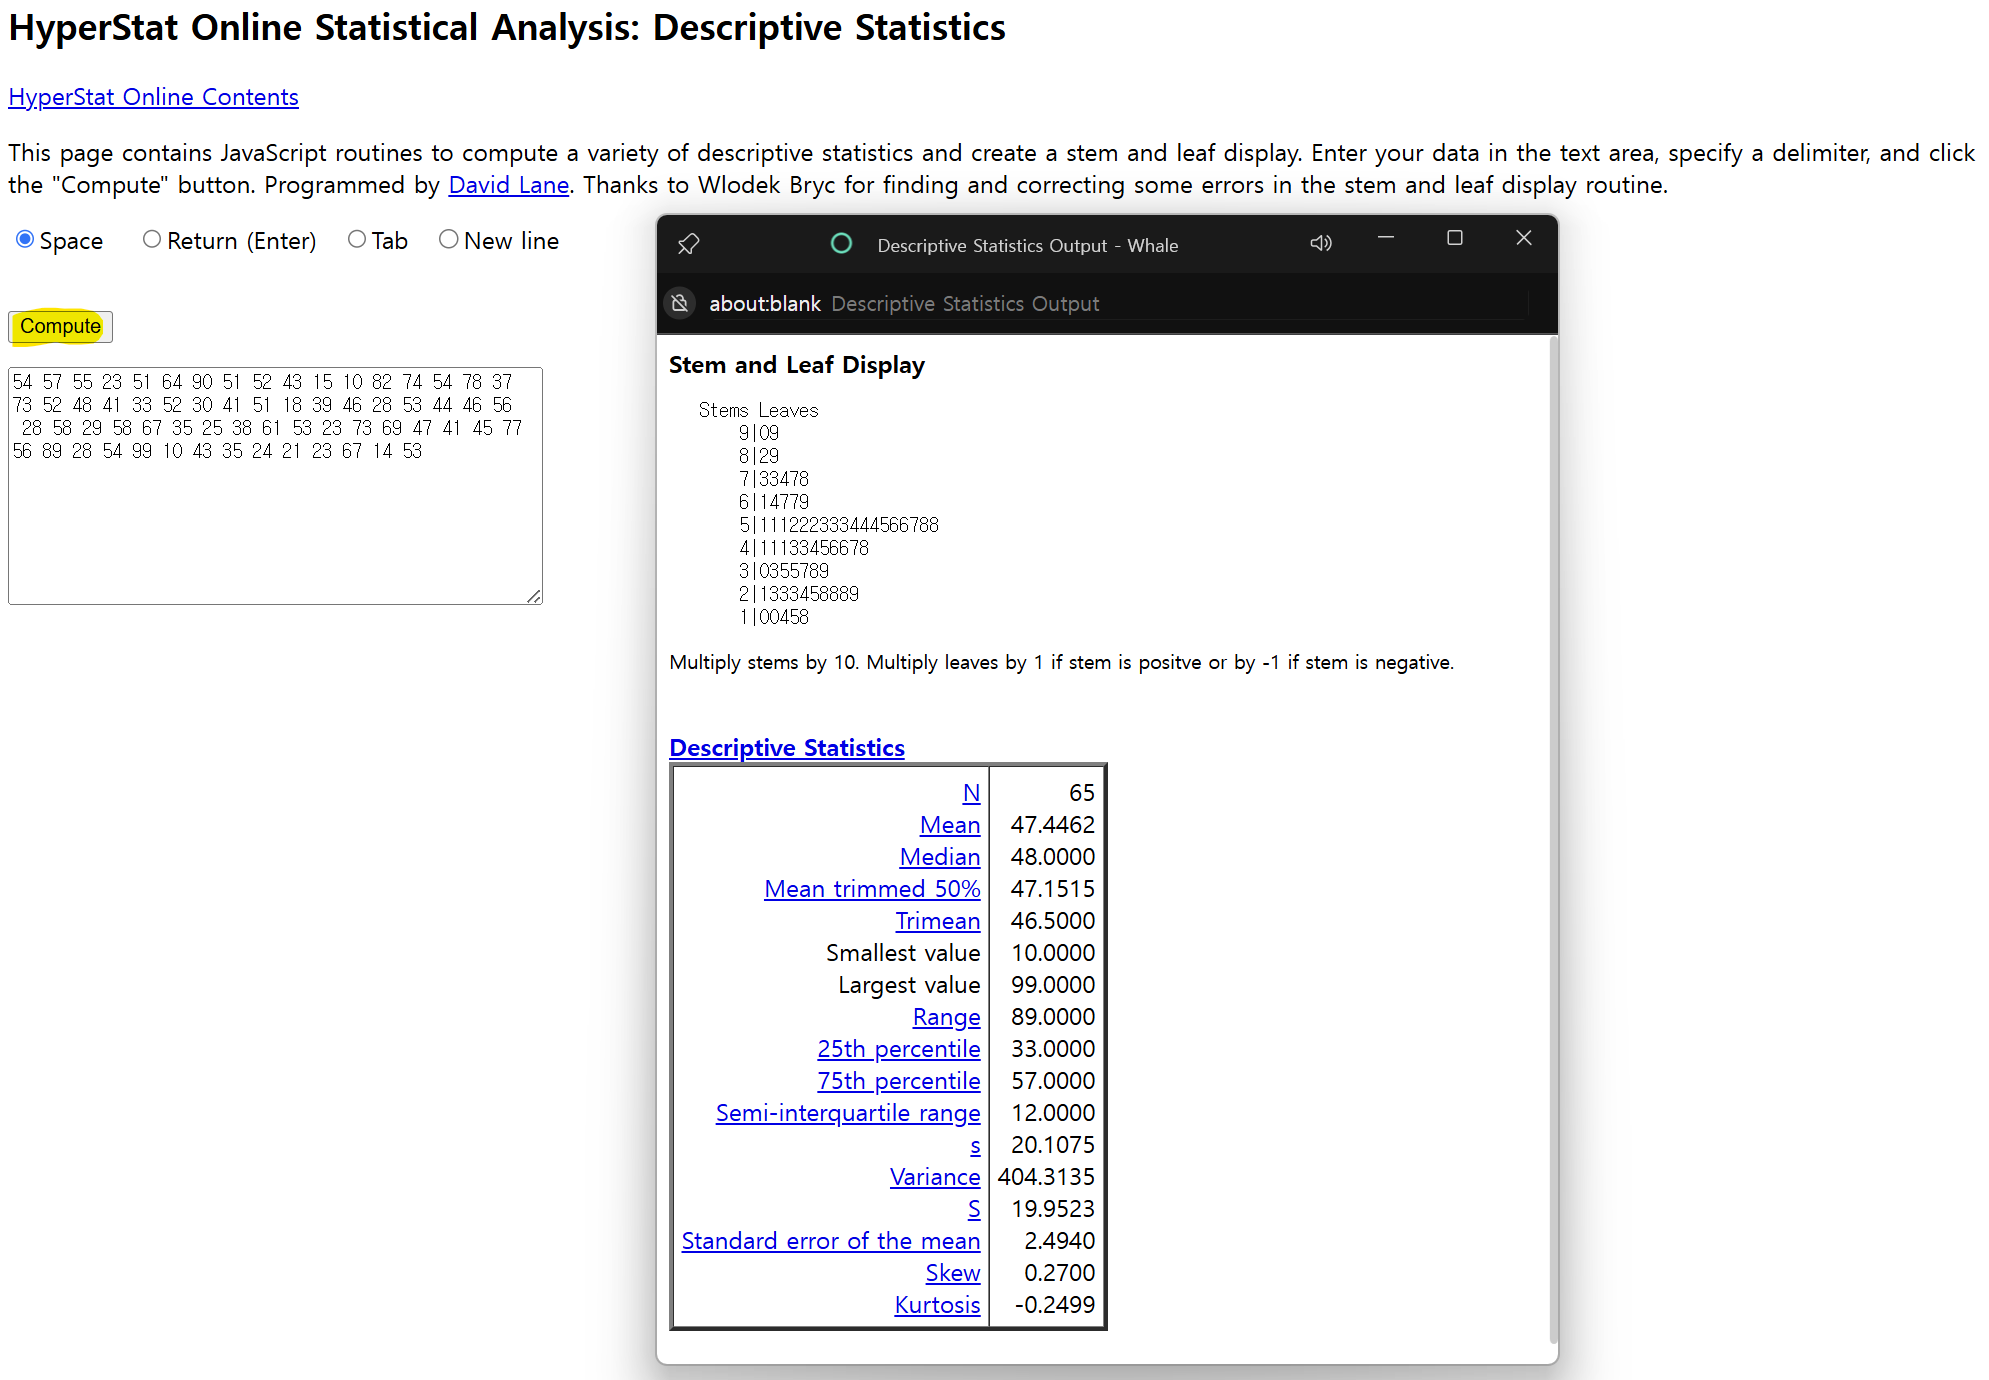 HyperStat Online Statistical Analysis: Descriptive Statistics
HyperStat Online Contents
This page contains JavaScript routines to compute a variety of descriptive statistics and create a stem and leaf display. Enter your data in the text area, specify a delimiter, and click
the "Compute" button. Programmed by David Lane. Thanks to Wlodek Bryc for finding and correcting some errors in the stem and leaf display routine.
Space Return (Enter) Tab New line
Compute
54 57 55 23 51 64 90 51 52 43 15 10 82 74 54 78 37
73 52 48 41 33 52 30 41 51 18 39 46 28 53 44 46 56
28 58 29 58 67 35 25 38 61 53 23 73 69 47 41 45 77
56 89 28 54 99 10 43 35 24 21 23 67 14 53
Descriptive Statistics Output - Whale
about:blank Descriptive Statistics Output
Stem and Leaf Display
Stems Leaves
9|09
8|29
7|33478
6|14779
5|111222333444566788
4|11133456678
3|0355789
2|1333458889
1|00458
Multiply stems by 10. Multiply leaves by 1 if stem is positve or by -1 if stem is negative.
Descriptive Statistics
N 65
Mean 47.4462
Median 48.0000
Mean trimmed 50% 47.1515
Trimean 46.5000
Smallest value 10.0000
Largest value 99.0000
Range 89.0000
25th percentile 33.0000
75th percentile 57.0000
Semi-interquartile range 12.0000
s 20.1075
Variance 404.3135
S 19.9523
Standard error of the mean 2.4940
Skew 0.2700
Kurtosis -0.2499